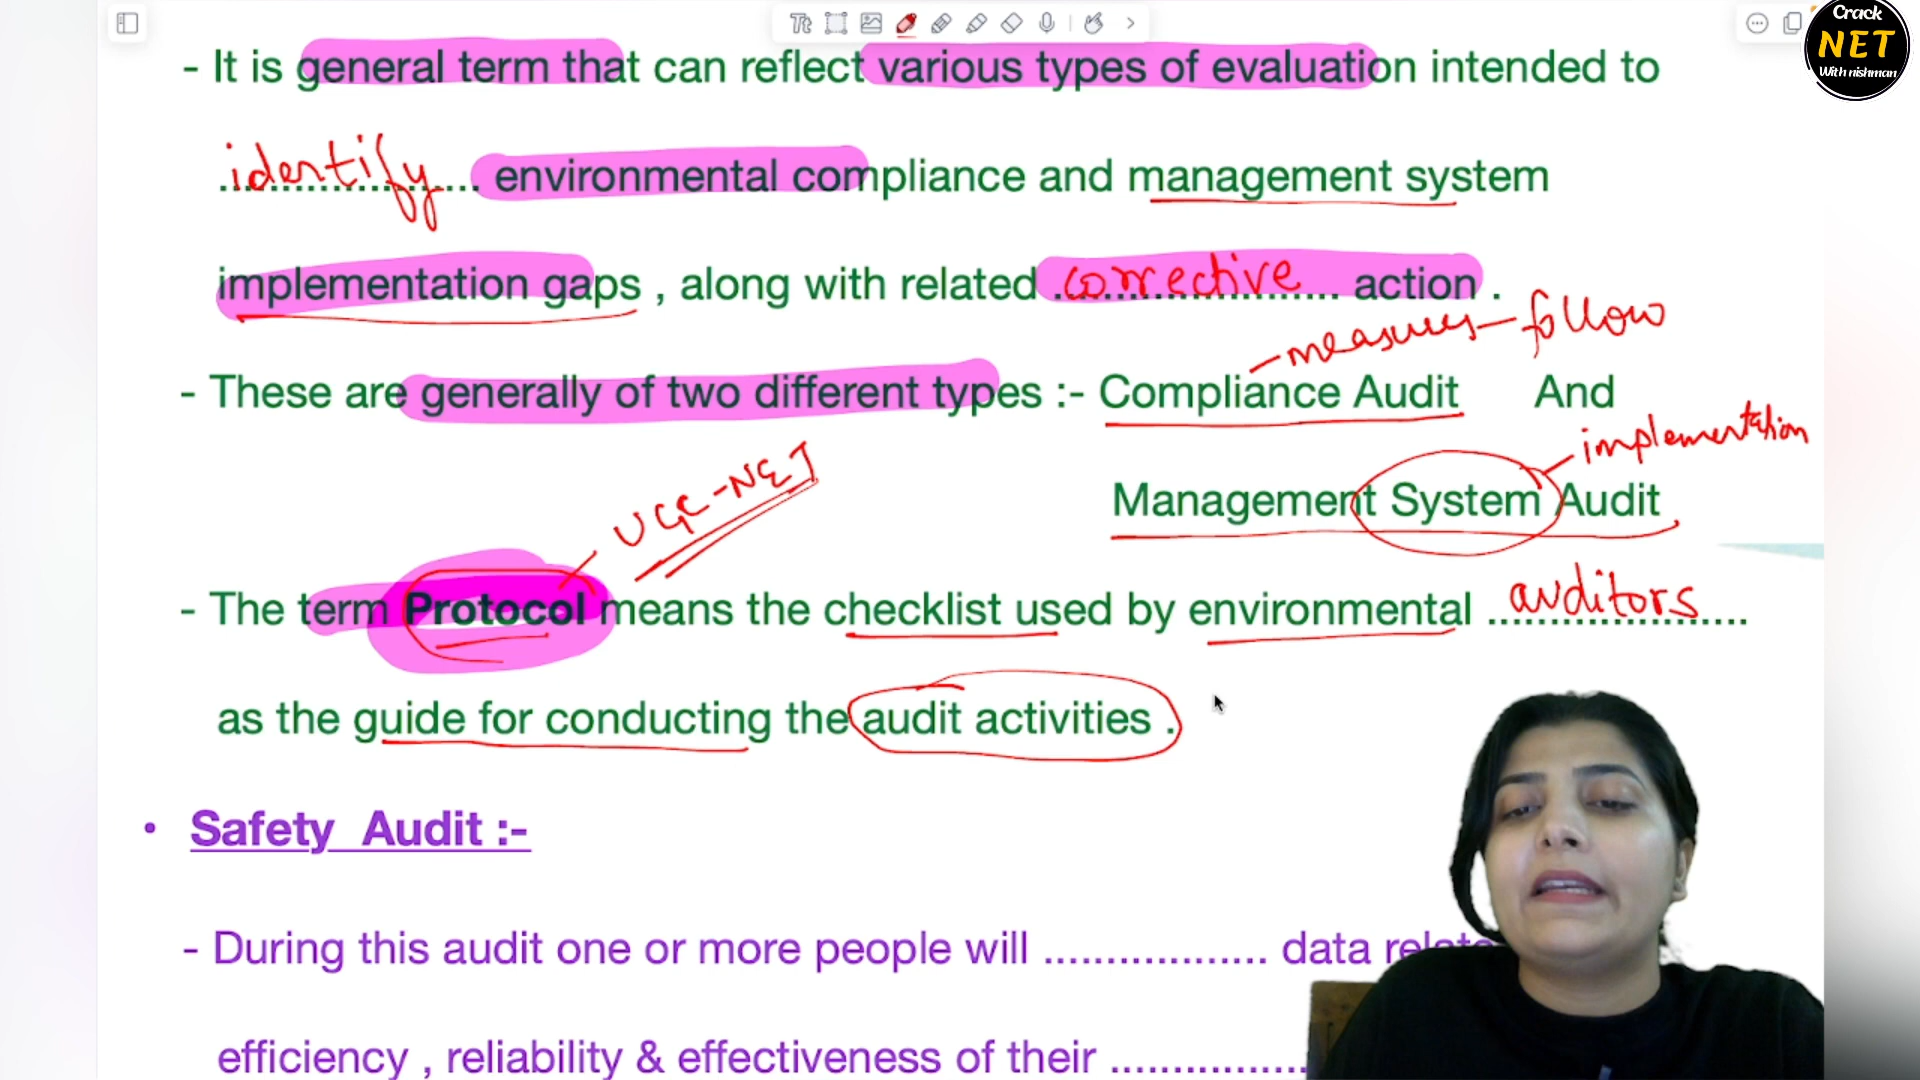 Crack
NET
With nishman
- It is general term that can reflect various types of evaluation intended to
identify environmental compliance and management system
implementation gaps , along with related corrective action .
- measures - follow
- These are generally of two different types :- Compliance Audit And
implementation
UGC-NET
Management System Audit
- The term Protocol means the checklist used by environmental auditors
as the guide for conducting the audit activities .
• Safety Audit :-
- During this audit one or more people will .................. data
efficiency , reliability & effectiveness of their ................